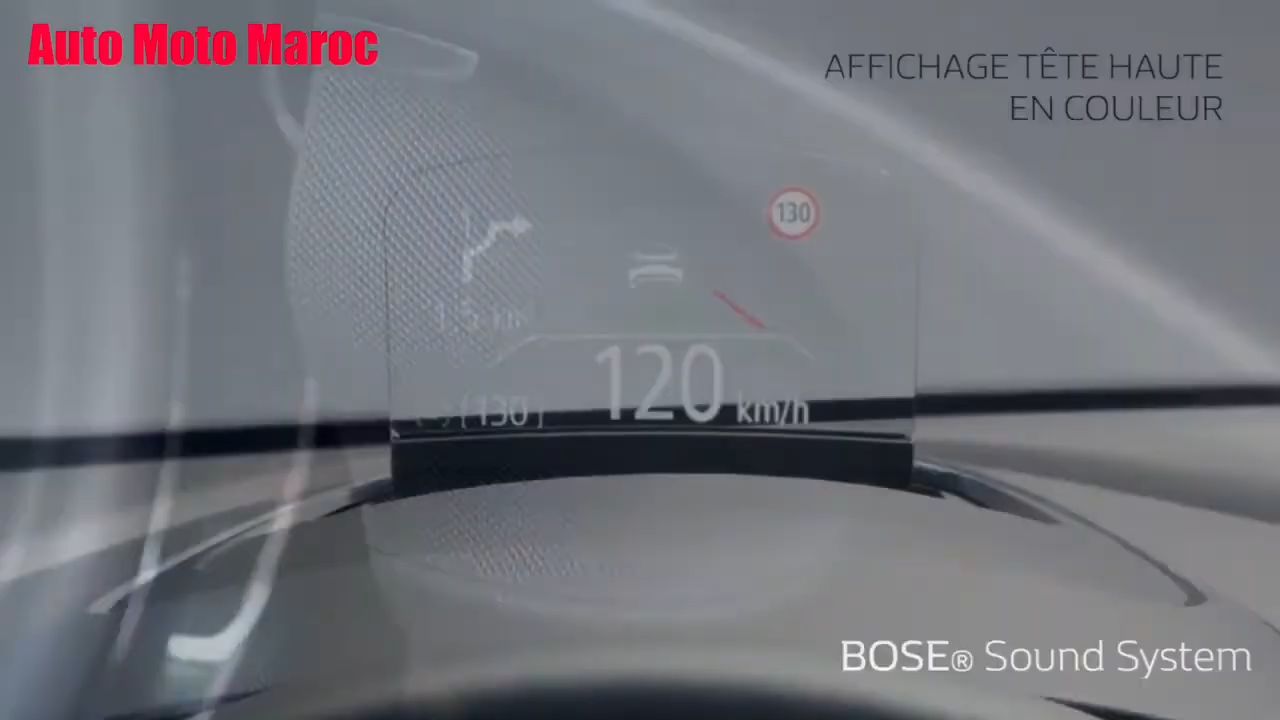 Auto Moto Maroc
AFFICHAGE TÊTE HAUTE
EN COULEUR
130
120 km/h
130
BOSE® Sound System